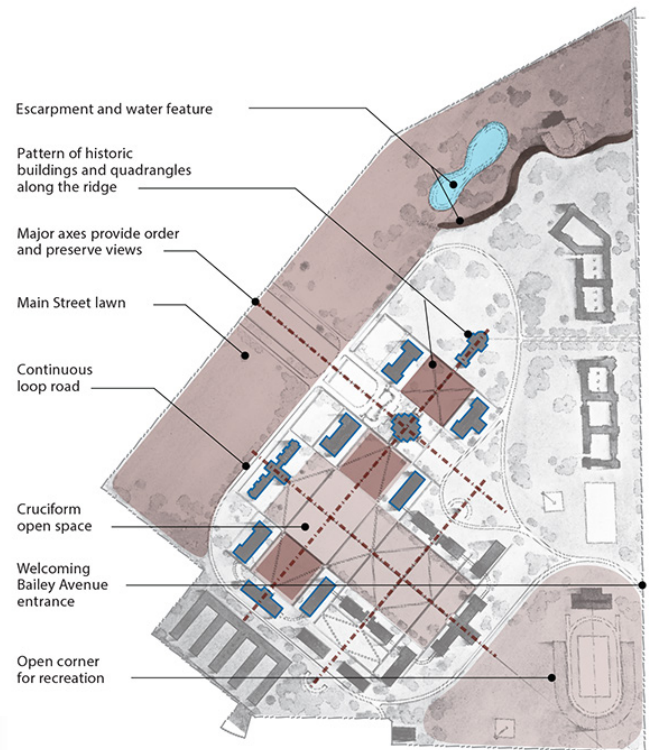 Escarpment and water feature
Pattern of historic
buildings and quadrangles
along the ridge
Major axes provide order
and preserve views
Main Street lawn
Continuous
loop road
Cruciform
open space
Welcoming
Bailey Avenue
entrance
Open corner
for recreation